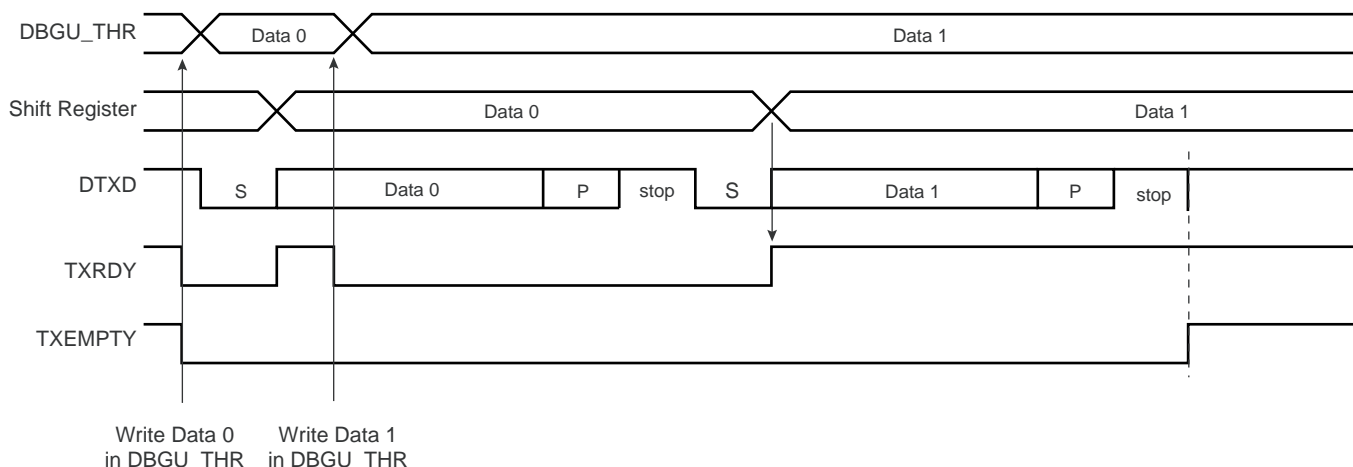 DBGU_THR Data 0 Data 1
Shift Register Data 0 Data 1
DTXD S Data 0 P stop S Data 1 P stop
TXRDY
TXEMPTY
Write Data 0 Write Data 1
in DBGU_THR in DBGU_THR